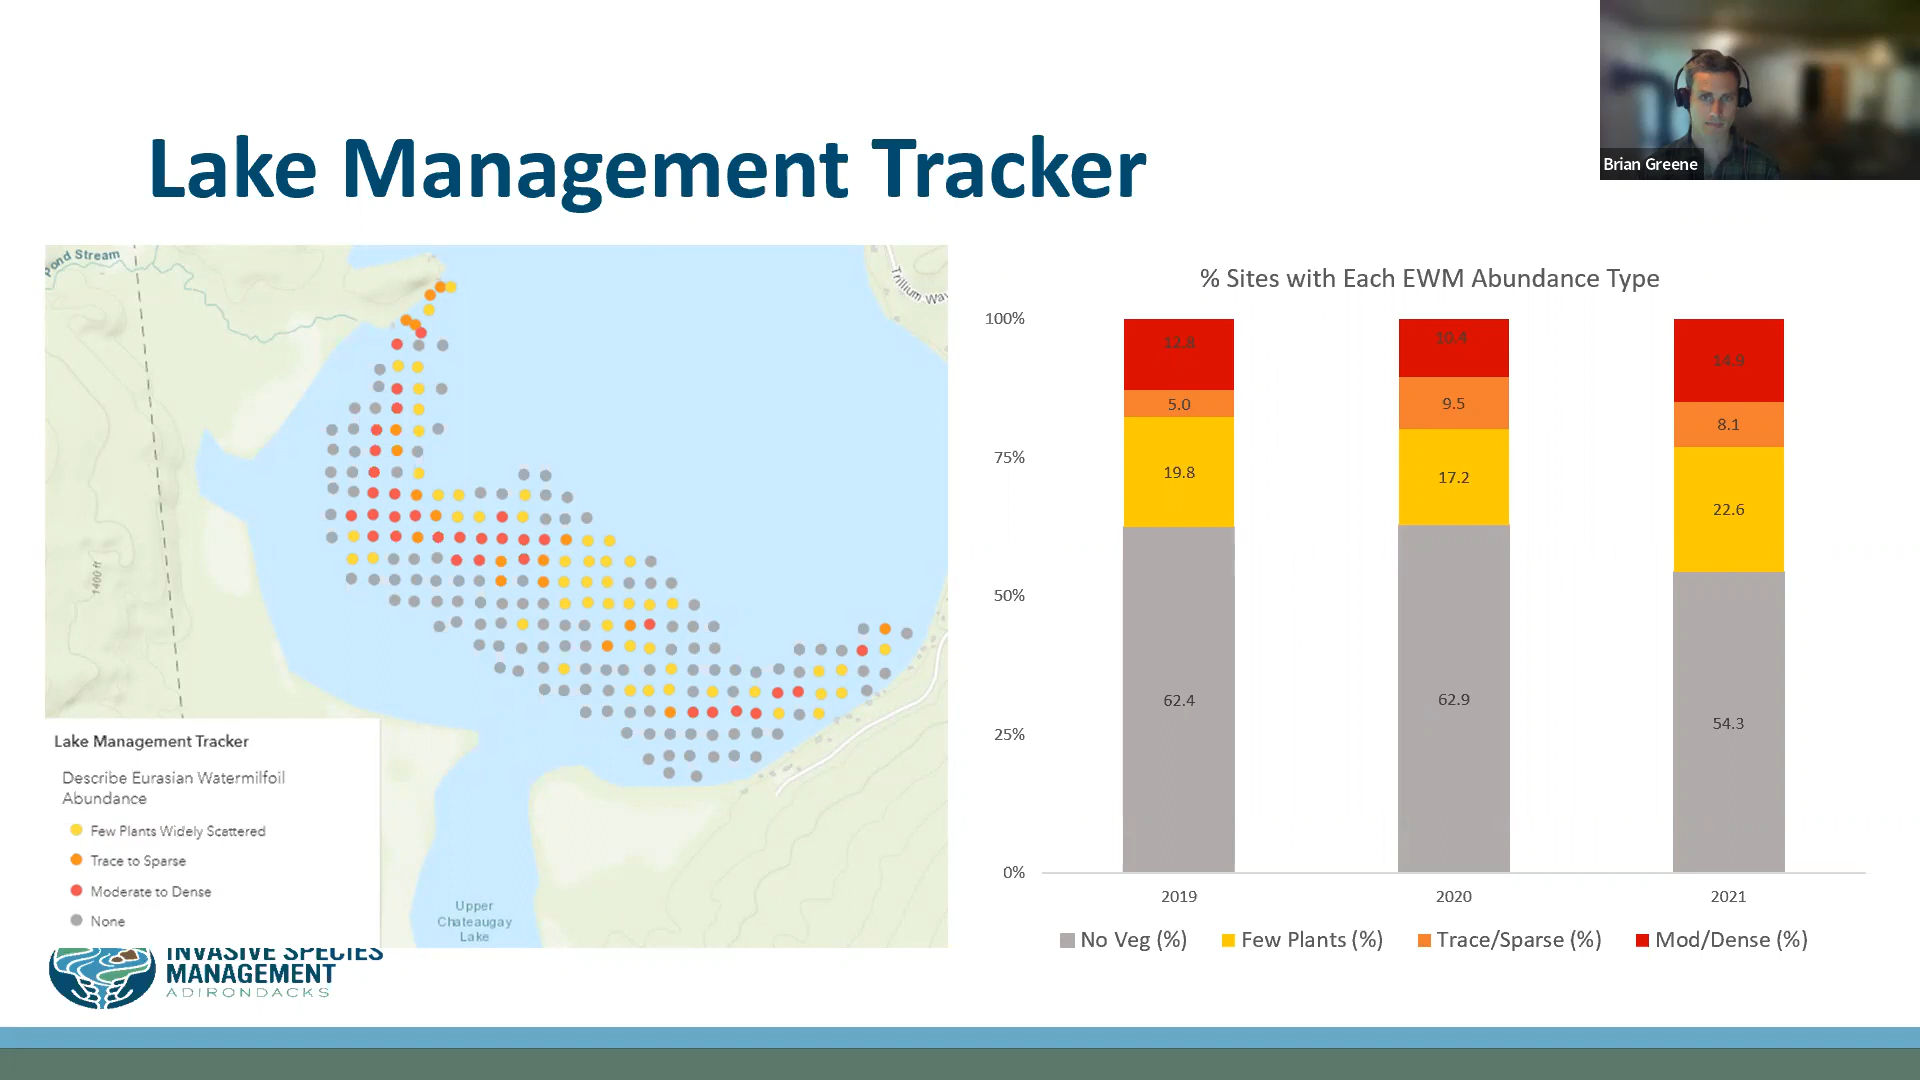 Brian Greene
Lake Management Tracker
Pond Stream
Trillium Way
1400 ft
Upper
Chateaugay
Lake
Lake Management Tracker
Describe Eurasian Watermilfoil
Abundance
Few Plants Widely Scattered
Trace to Sparse
Moderate to Dense
None
INVASIVE SPECIES
MANAGEMENT
ADIRONDACKS
% Sites with Each EWM Abundance Type
100%
75%
50%
25%
0%
12.8
5.0
19.8
62.4
10.4
9.5
17.2
62.9
14.9
8.1
22.6
54.3
2019 2020 2021
No Veg (%) Few Plants (%) Trace/Sparse (%) Mod/Dense (%)